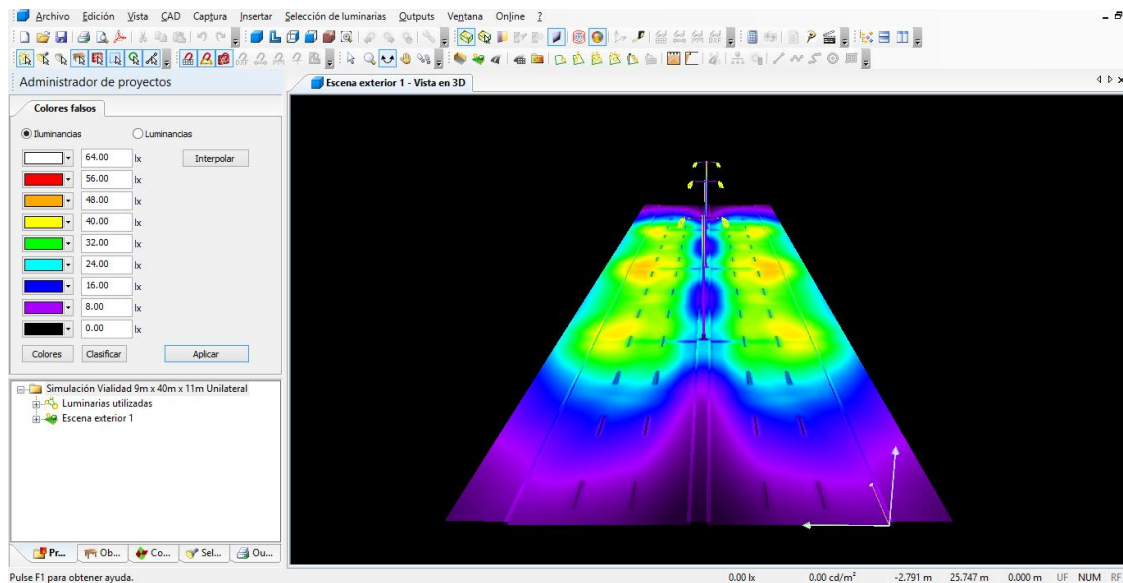 Archivo Edición Vista CAD Captura Insertar Selección de luminarias Outputs Ventana Online ?
Administrador de proyectos
Escena exterior 1 - Vista en 3D
Colores falsos
Iluminancias Luminancias
64.00 lx Interpolar
56.00 lx
48.00 lx
40.00 lx
32.00 lx
24.00 lx
16.00 lx
8.00 lx
0.00 lx
Colores Clasificar Aplicar
Simulación Vialidad 9m x 40m x 11m Unilateral
Luminarias utilizadas
Escena exterior 1
Pr... Ob... Co... Sel... Ou...
Pulse F1 para obtener ayuda. 0.00 lx 0.00 cd/m² -2.791 m 25.747 m 0.000 m UF NUM RF